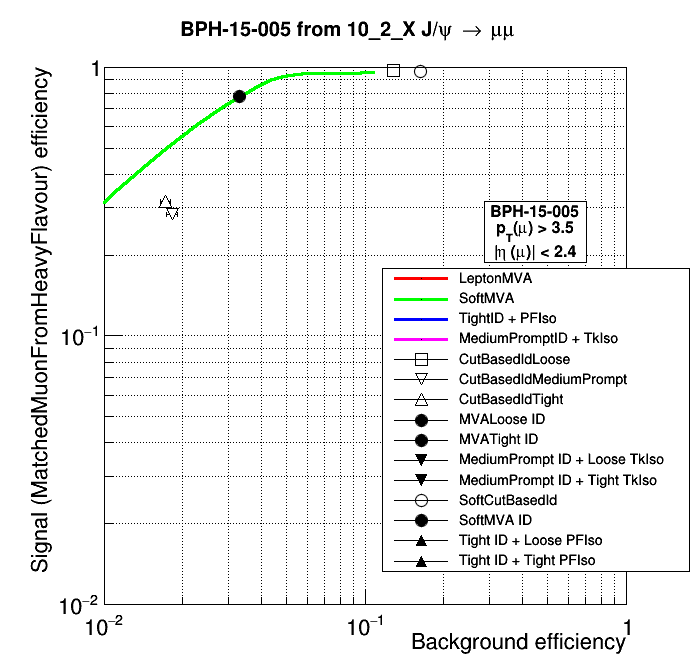 BPH-15-005 from 10_2_X J/ψ → μμ
Signal (MatchedMuonFromHeavyFlavour) efficiency
1
10⁻¹
10⁻²
BPH-15-005
p_T(μ) > 3.5
|η (μ)| < 2.4
LeptonMVA
SoftMVA
TightID + PFIso
MediumPromptID + TkIso
CutBasedIdLoose
CutBasedIdMediumPrompt
CutBasedIdTight
MVALoose ID
MVATight ID
MediumPrompt ID + Loose TkIso
MediumPrompt ID + Tight TkIso
SoftCutBasedId
SoftMVA ID
Tight ID + Loose PFIso
Tight ID + Tight PFIso
10⁻² 10⁻¹ 1
Background efficiency